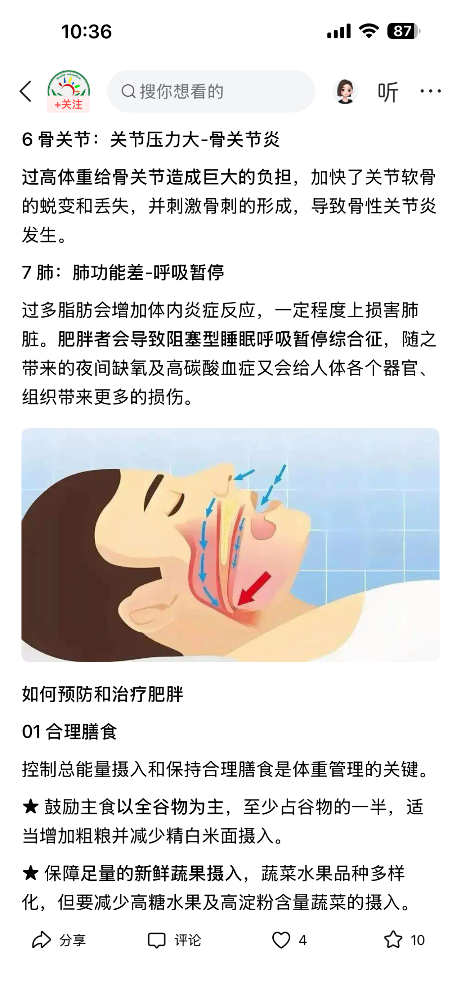 10:36
87
Health education
+关注
搜你想看的
听
6 骨关节：关节压力大-骨关节炎
过高体重给骨关节造成巨大的负担，加快了关节软骨
的蜕变和丢失，并刺激骨刺的形成，导致骨性关节炎
发生。
7 肺：肺功能差-呼吸暂停
过多脂肪会增加体内炎症反应，一定程度上损害肺
脏。肥胖者会导致阻塞型睡眠呼吸暂停综合征，随之
带来的夜间缺氧及高碳酸血症又会给人体各个器官、
组织带来更多的损伤。
如何预防和治疗肥胖
01 合理膳食
控制总能量摄入和保持合理膳食是体重管理的关键。
★ 鼓励主食以全谷物为主，至少占谷物的一半，适
当增加粗粮并减少精白米面摄入。
★ 保障足量的新鲜蔬果摄入，蔬菜水果品种多样
化，但要减少高糖水果及高淀粉含量蔬菜的摄入。
分享
评论
4
10